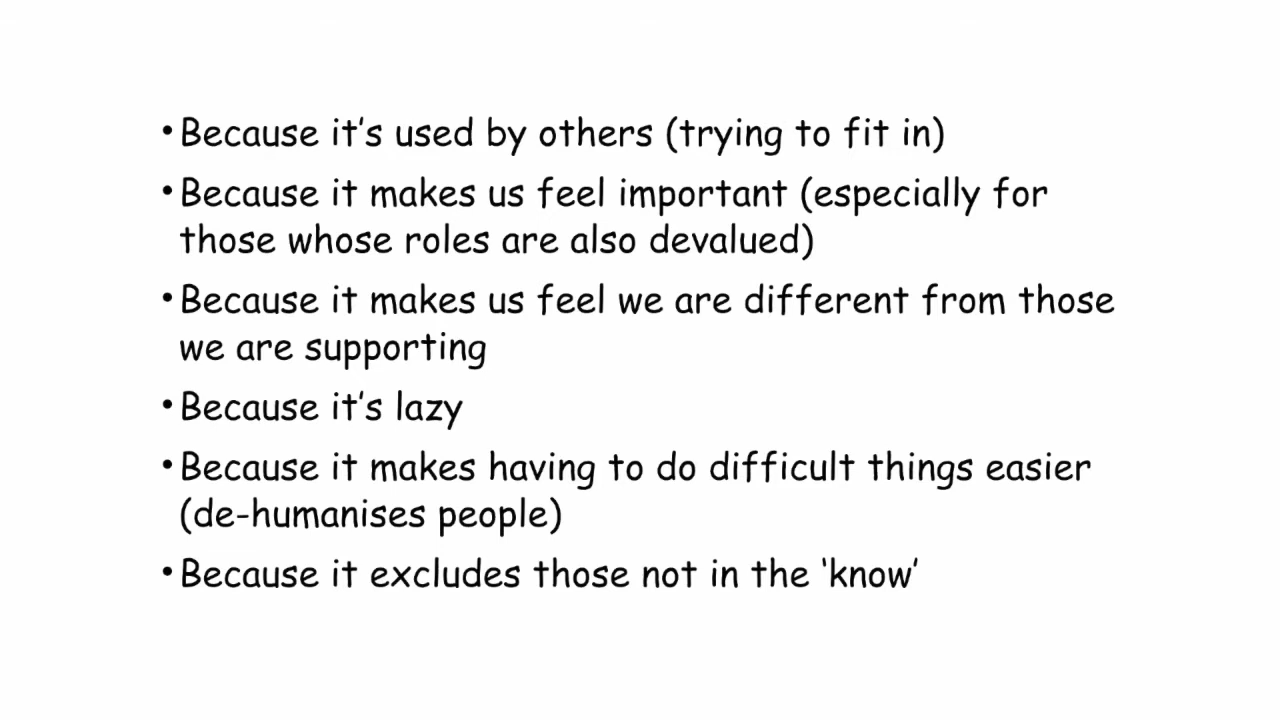 •Because it's used by others (trying to fit in)
•Because it makes us feel important (especially for
those whose roles are also devalued)
•Because it makes us feel we are different from those
we are supporting
•Because it's lazy
•Because it makes having to do difficult things easier
(de-humanises people)
•Because it excludes those not in the ‘know’